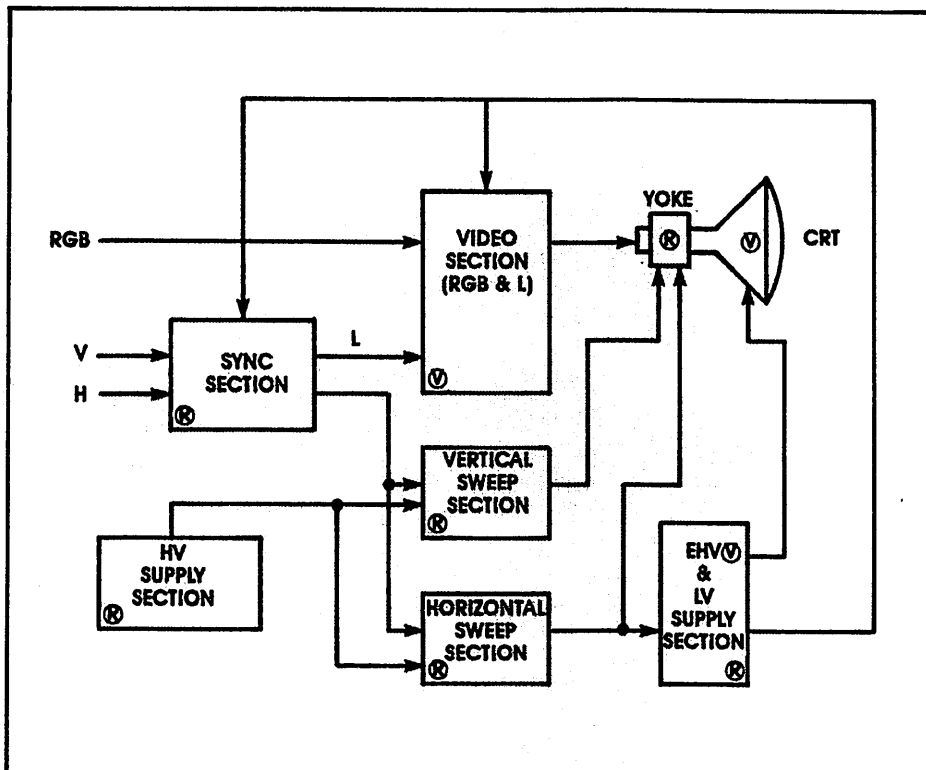 YOKE
RGB
VIDEO
SECTION
(RGB & L)
Ⓡ
Ⓥ
CRT
V
H
SYNC
SECTION
Ⓡ
L
Ⓥ
VERTICAL
SWEEP
SECTION
Ⓡ
HV
SUPPLY
SECTION
Ⓡ
HORIZONTAL
SWEEP
SECTION
Ⓡ
EHV Ⓥ
&
LV
SUPPLY
SECTION
Ⓡ